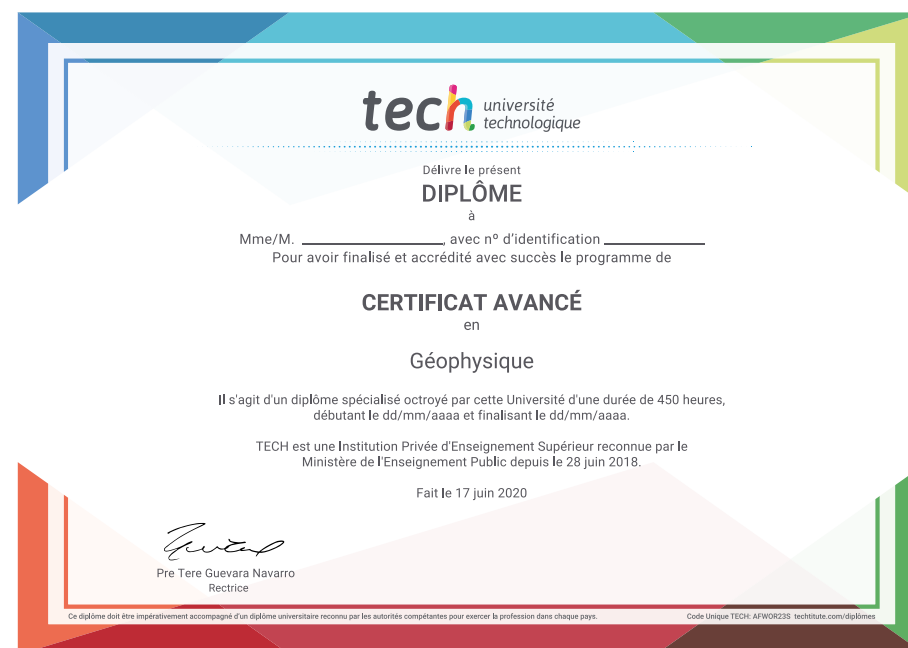 tech université
technologique
Délivre le présent
DIPLÔME
à
Mme/M. ____________________, avec nº d'identification ______________
Pour avoir finalisé et accrédité avec succès le programme de
CERTIFICAT AVANCÉ
en
Géophysique
Il s'agit d'un diplôme spécialisé octroyé par cette Université d'une durée de 450 heures,
débutant le dd/mm/aaaa et finalisant le dd/mm/aaaa.
TECH est une Institution Privée d'Enseignement Supérieur reconnue par le
Ministère de l'Enseignement Public depuis le 28 juin 2018.
Fait le 17 juin 2020
Pre Tere Guevara Navarro
Rectrice
Ce diplôme doit être impérativement accompagné d'un diplôme universitaire reconnu par les autorités compétentes pour exercer la profession dans chaque pays.
Code Unique TECH: AFWOR23S techtitute.com/diplômes